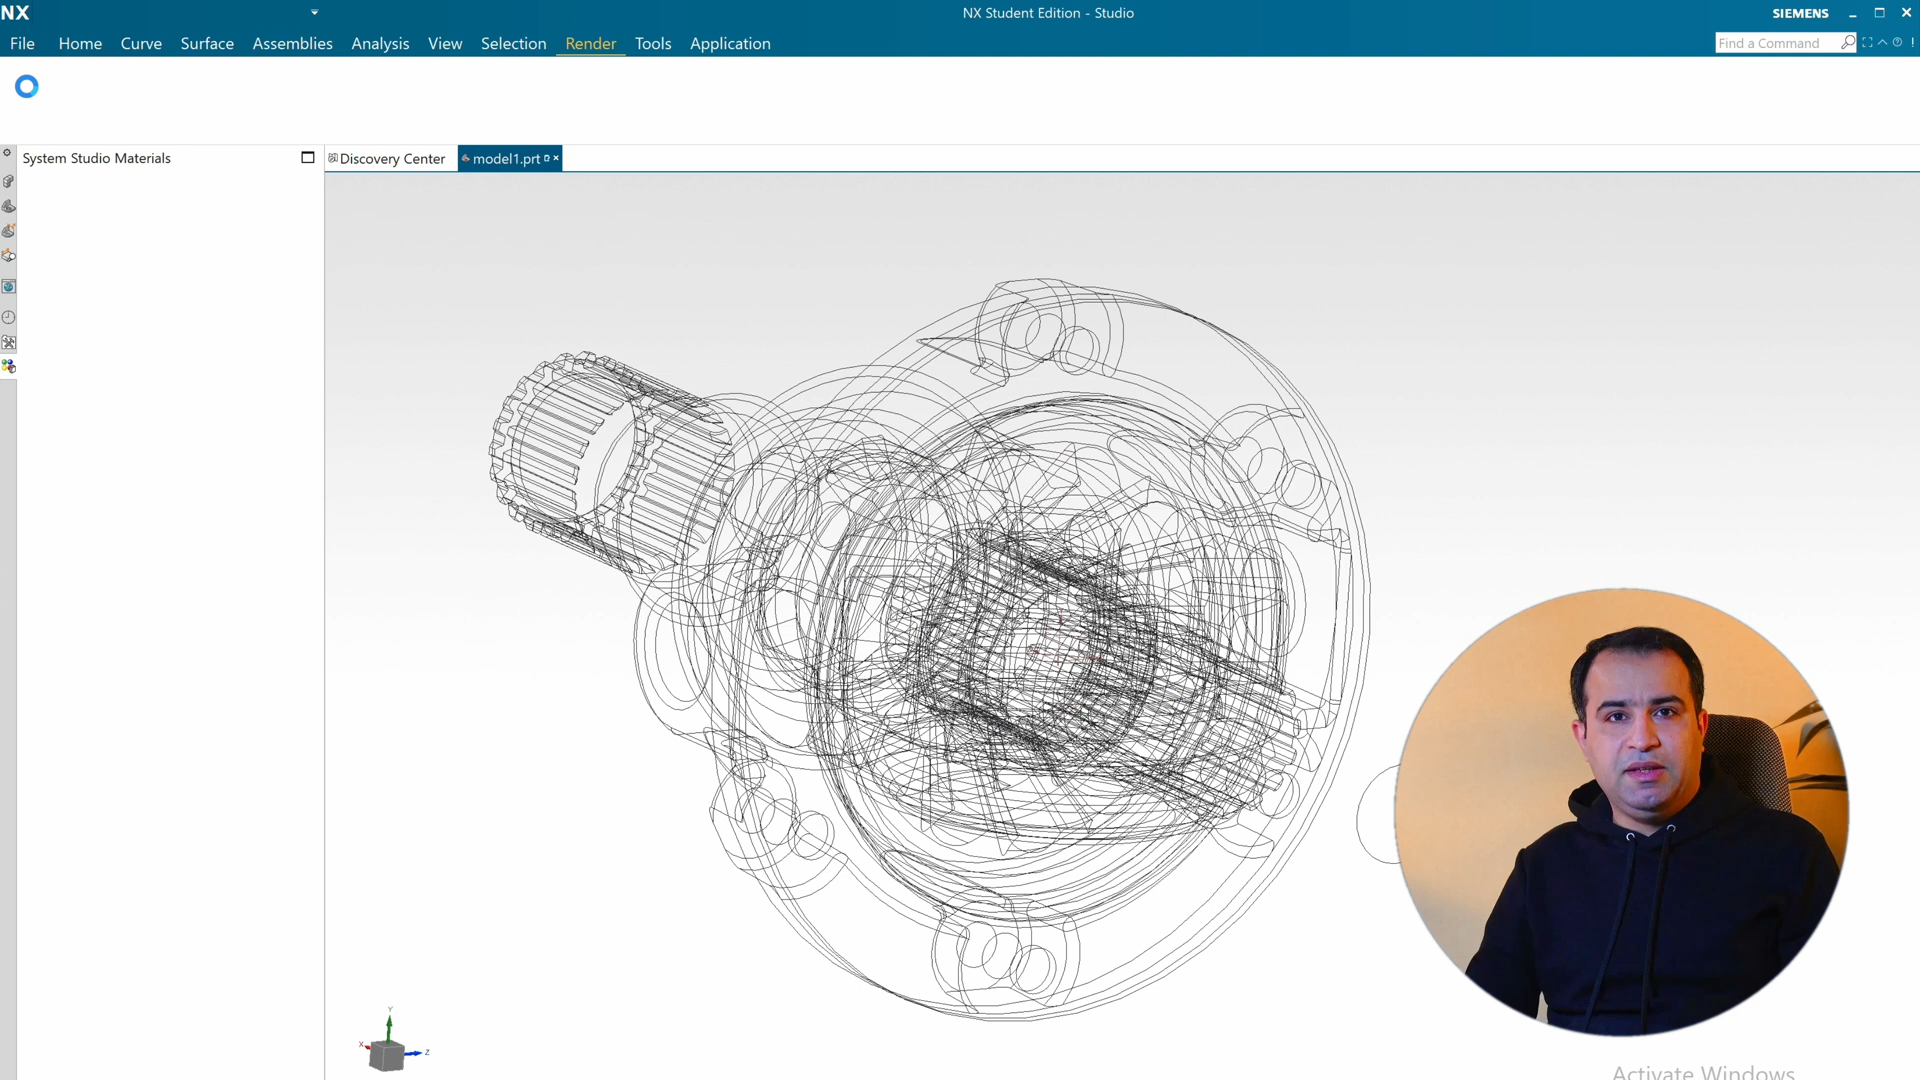 NX
NX Student Edition - Studio
SIEMENS
File Home Curve Surface Assemblies Analysis View Selection Render Tools Application
Find a Command
System Studio Materials
Discovery Center
model1.prt
Y
X
Z
Activate Windows